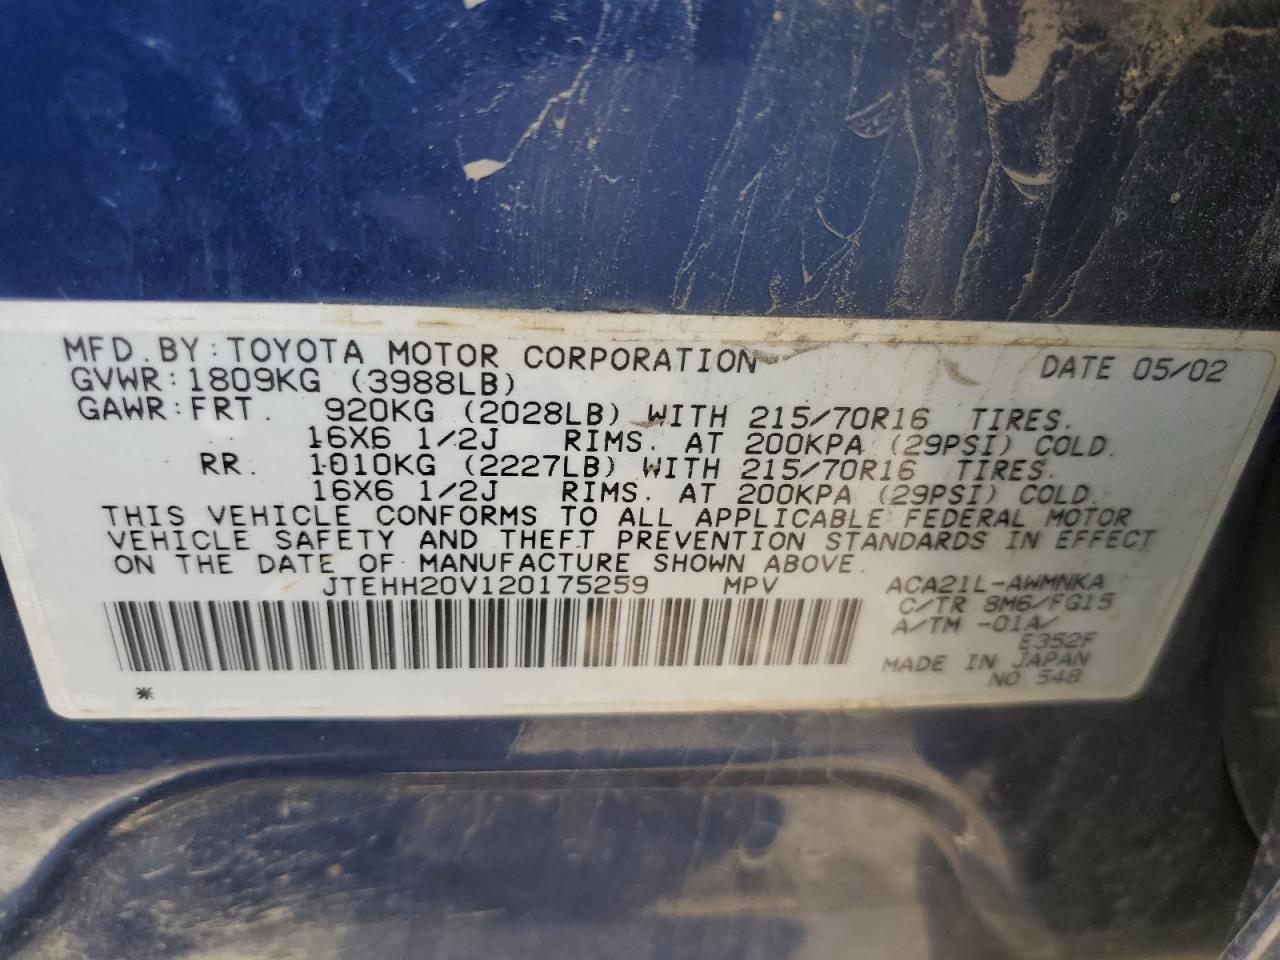 MFD.BY:TOYOTA MOTOR CORPORATION DATE 05/02
GVWR:1809KG (3988LB)
GAWR:FRT. 920KG (2028LB) WITH 215/70R16 TIRES.
16X6 1/2J RIMS. AT 200KPA (29PSI) COLD.
RR: 1010KG (2227LB) WITH 215/70R16 TIRES.
16X6 1/2J RIMS. AT 200KPA (29PSI) COLD.
THIS VEHICLE CONFORMS TO ALL APPLICABLE FEDERAL MOTOR
VEHICLE SAFETY AND THEFT PREVENTION STANDARDS IN EFFECT
ON THE DATE OF MANUFACTURE SHOWN ABOVE.
JTEHH20V120175259 MPV ACA21L-AWMNKA
C/TR 8M6/FG15
A/TM -01A/
E352F
MADE IN JAPAN
NO 548
*